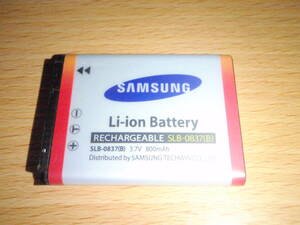 SAMSUNG
Li-ion Battery
RECHARGEABLE SLB-0837(B)
SLB-0837(B) 3.7V 800mAh
Distributed by SAMSUNG TECHWIN CO., LTD